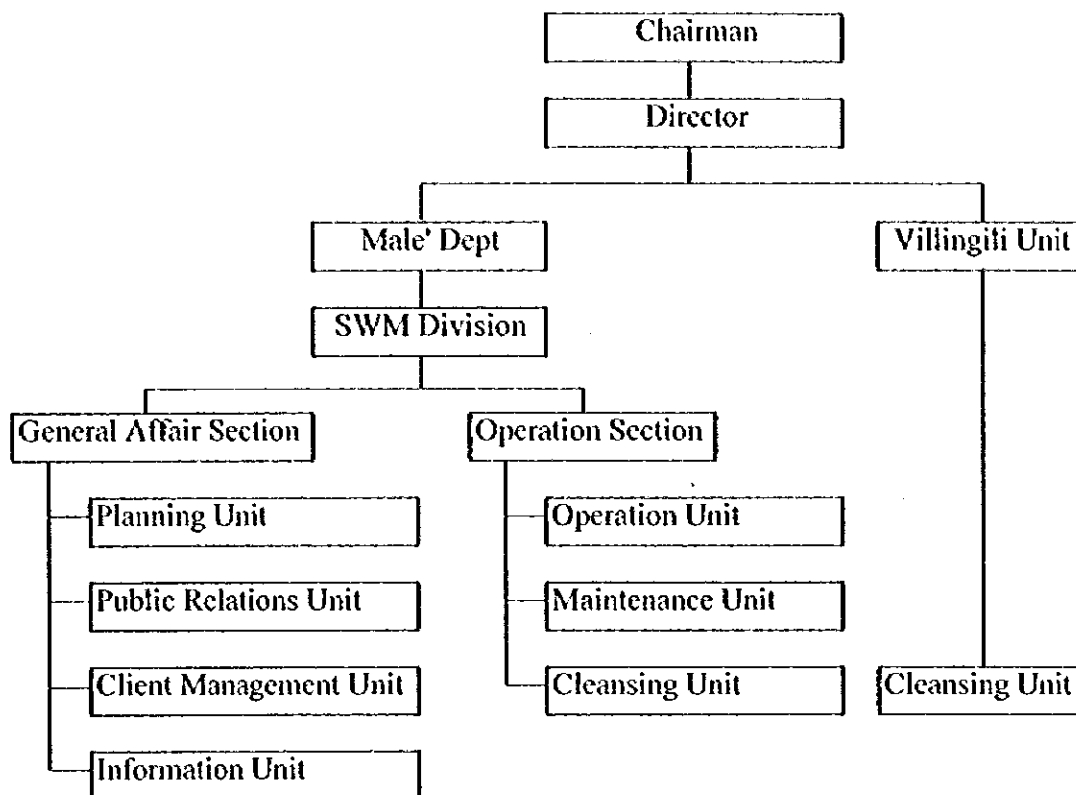 Chairman
Director
Male' Dept
Villingili Unit
SWM Division
General Affair Section
Operation Section
Planning Unit
Operation Unit
Public Relations Unit
Maintenance Unit
Client Management Unit
Cleansing Unit
Cleansing Unit
Information Unit